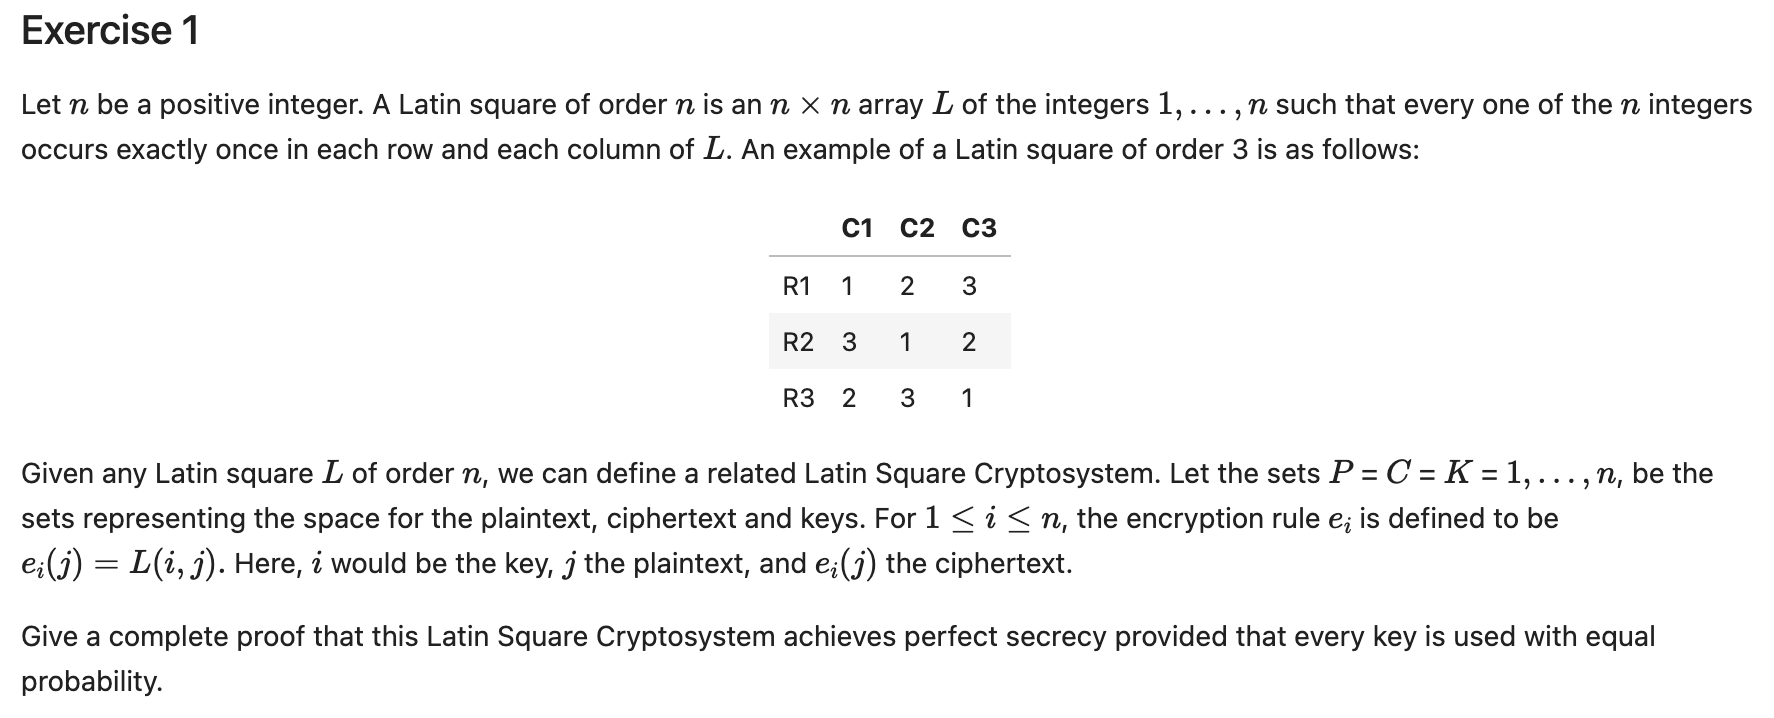 Exercise 1
Let n be a positive integer. A Latin square of order n is an n × n array L of the integers 1, . . . , n such that every one of the n integers
occurs exactly once in each row and each column of L. An example of a Latin square of order 3 is as follows:
C1 C2 C3
R1 1 2 3
R2 3 1 2
R3 2 3 1
Given any Latin square L of order n, we can define a related Latin Square Cryptosystem. Let the sets P = C = K = 1, . . . , n, be the
sets representing the space for the plaintext, ciphertext and keys. For 1 ≤ i ≤ n, the encryption rule eᵢ is defined to be
eᵢ(j) = L(i, j). Here, i would be the key, j the plaintext, and eᵢ(j) the ciphertext.
Give a complete proof that this Latin Square Cryptosystem achieves perfect secrecy provided that every key is used with equal
probability.